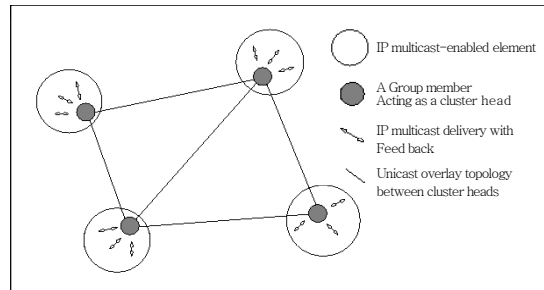 IP multicast-enabled element
A Group member
Acting as a cluster head
IP multicast delivery with
Feed back
Unicast overlay topology
between cluster heads